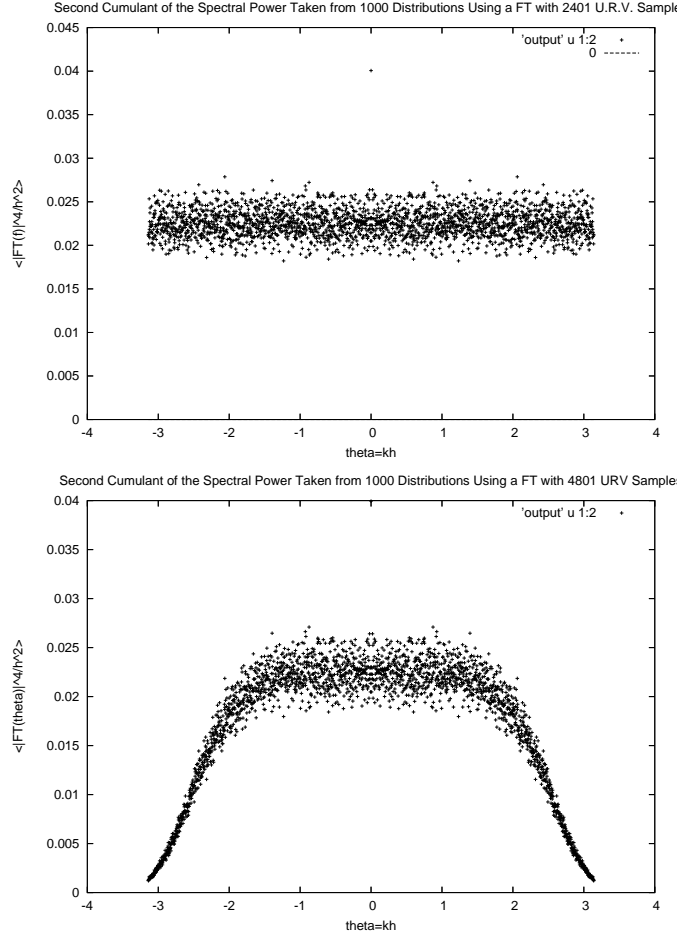 Second Cumulant of the Spectral Power Taken from 1000 Distributions Using a FT with 2401 U.R.V. Sample
'output' u 1:2
0
0.045
0.04
0.035
0.03
0.025
0.02
0.015
0.01
0.005
0
<|FT(f)|^4/h^2>
-4 -3 -2 -1 0 1 2 3 4
theta=kh
Second Cumulant of the Spectral Power Taken from 1000 Distributions Using a FT with 4801 URV Samples
'output' u 1:2
0.04
0.035
0.03
0.025
0.02
0.015
0.01
0.005
0
<|FT(theta)|^4/h^2>
-4 -3 -2 -1 0 1 2 3 4
theta=kh